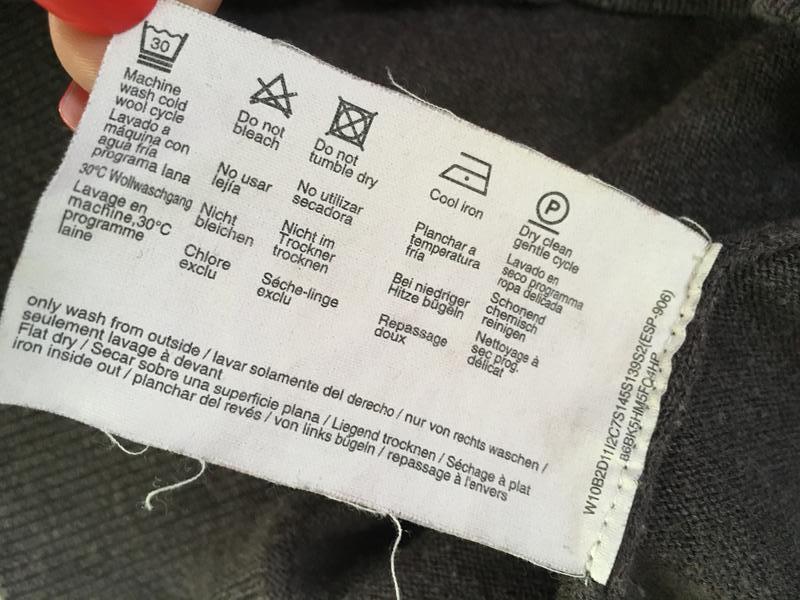 30
Machine
wash cold
wool cycle
Lavado a
máquina con
agua fría
programa lana
30°C Wollwaschgang
Lavage en
machine,30°C
programme
laine
Do not
bleach
No usar
lejía
Nicht
bleichen
Chlore
exclu
Do not
tumble dry
No utilizar
secadora
Nicht im
Trockner
trocknen
Séche-linge
exclu
Cool iron
Planchar a
temperatura
fría
Bei niedriger
Hitze bügeln
Repassage
doux
P
Dry clean
gentle cycle
Lavado en
seco programa
ropa delicada
Schonend
chemisch
reinigen
Nettoyage à
sec prog.
délicat
only wash from outside / lavar solamente del derecho / nur von rechts waschen /
seulement lavage à devant
Flat dry / Secar sobre una superficie plana / Liegend trocknen / Séchage à plat
iron inside out / planchar del revés / von links bügeln / repassage à l'envers
W10B2D11I2C7S145S139S2(ESP-906)